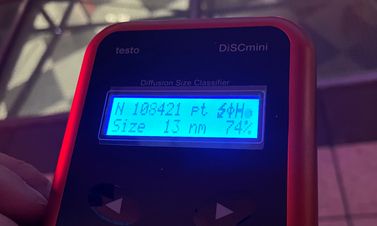 testo DiSCmini
Diffusion Size Classifier
N 108421 pt
Size 13 nm 74%